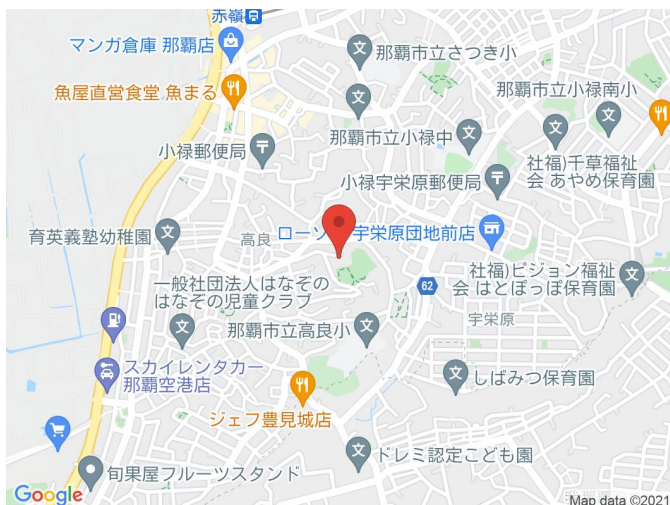 赤嶺
マンガ倉庫 那覇店
那覇市立さつき小
魚屋直営食堂 魚まる
那覇市立小禄南小
那覇市立小禄中
小禄郵便局
社福)千草福祉
会 あやめ保育園
小禄宇栄原郵便局
育英義塾幼稚園
高良
ローソン
宇栄原団地前店
一般社団法人はなぞの
はなぞの児童クラブ
62
社福)ピジョン福祉
会 はとぽっぽ保育園
宇栄原
那覇市立高良小
スカイレンタカー
那覇空港店
しばみつ保育園
ジェフ豊見城店
ドレミ認定こども園
旬果屋フルーツスタンド
Google
Map data ©2021